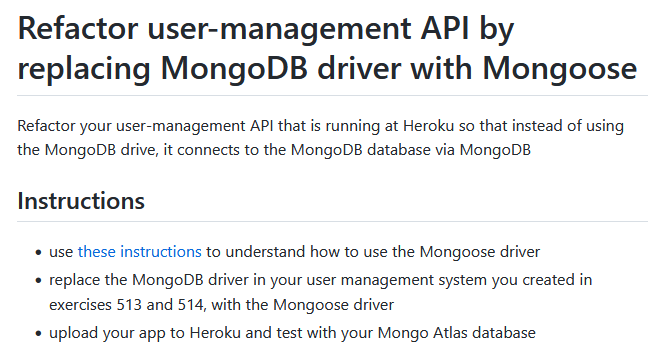 Refactor user-management API by
replacing MongoDB driver with Mongoose
Refactor your user-management API that is running at Heroku so that instead of using
the MongoDB drive, it connects to the MongoDB database via MongoDB
Instructions
• use these instructions to understand how to use the Mongoose driver
• replace the MongoDB driver in your user management system you created in
exercises 513 and 514, with the Mongoose driver
• upload your app to Heroku and test with your Mongo Atlas database